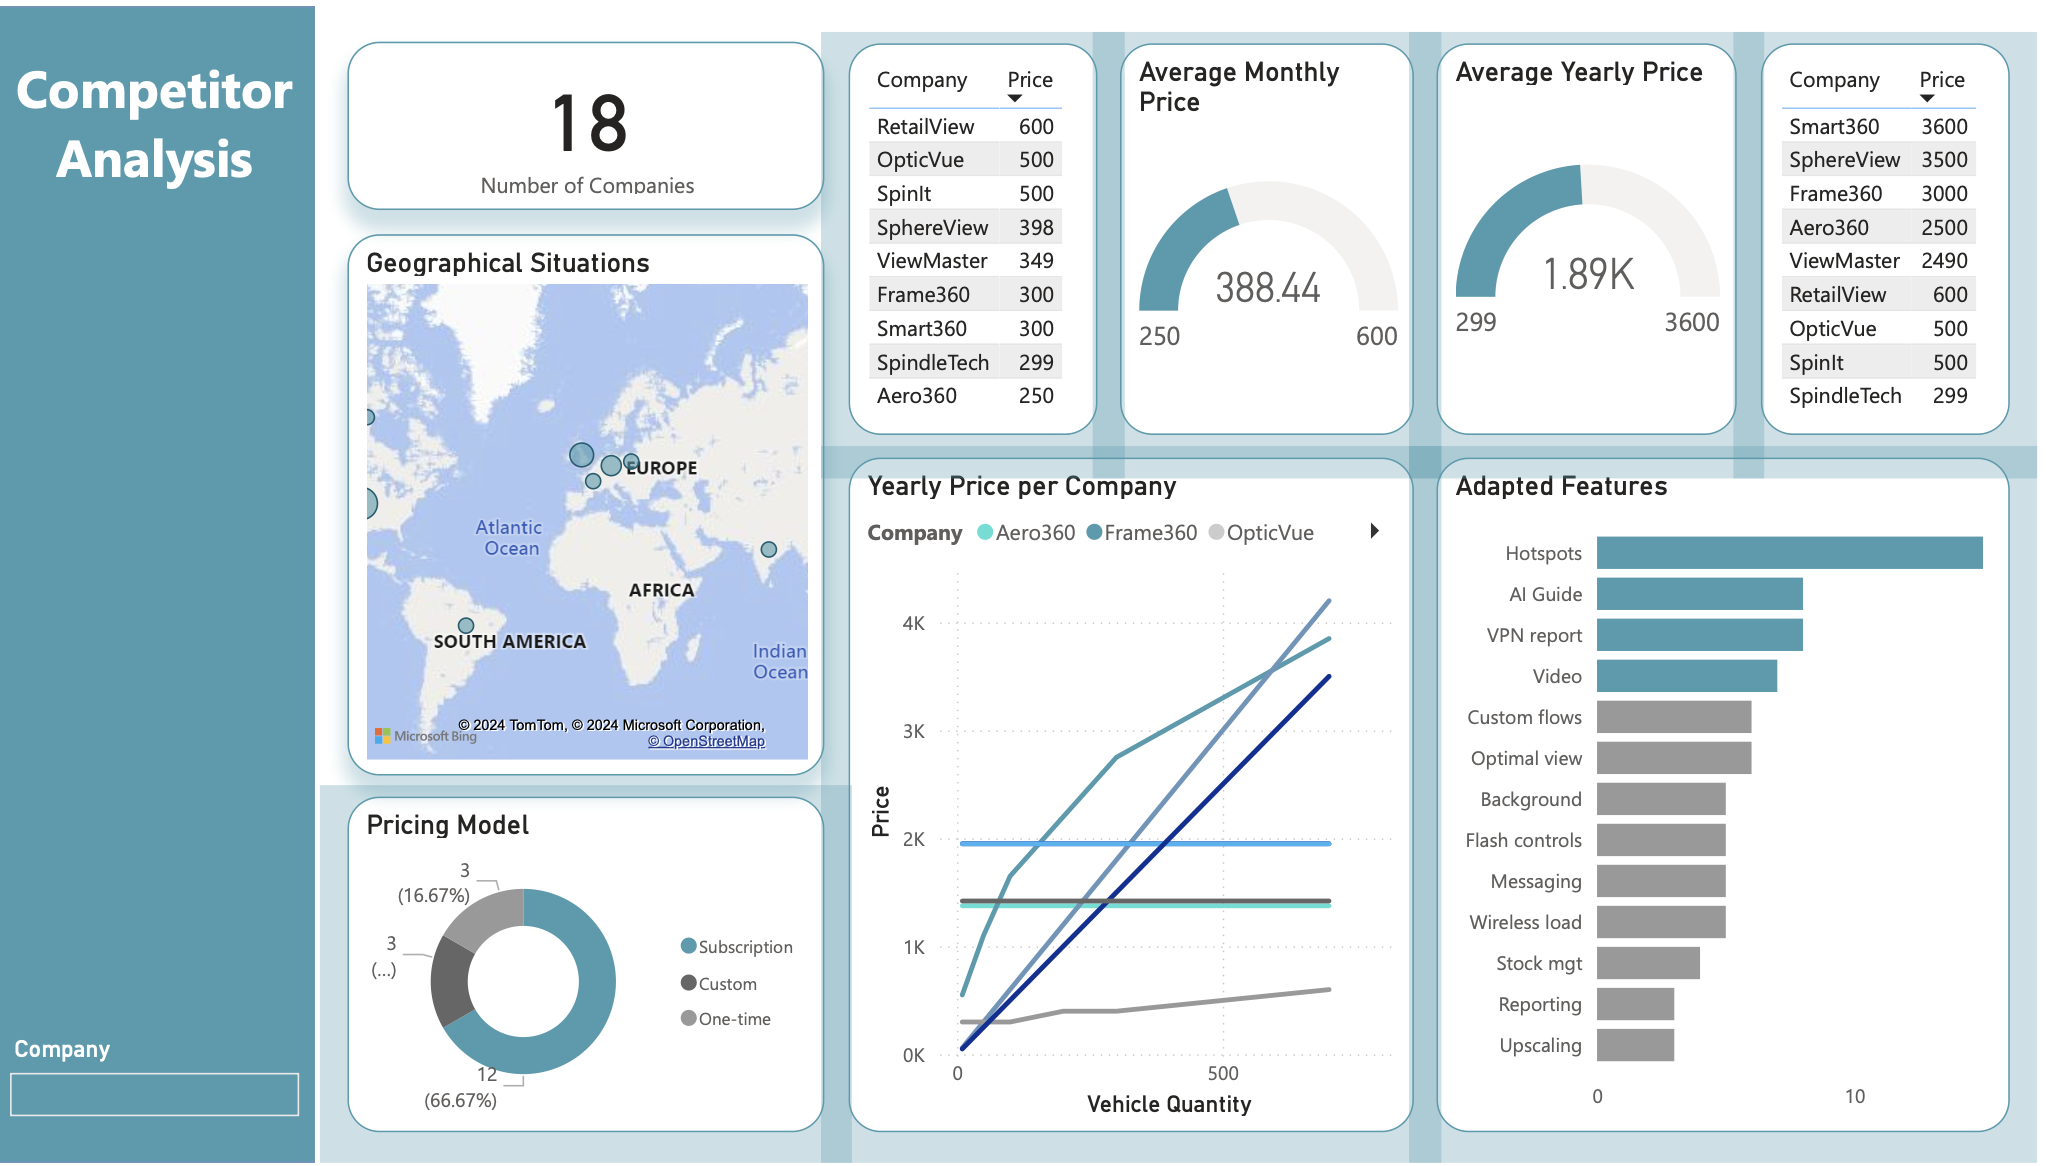 Competitor
Analysis
Company
18
Number of Companies
Geographical Situations
EUROPE
Atlantic
Ocean
AFRICA
SOUTH AMERICA
Indian
Ocean
Microsoft Bing
© 2024 TomTom, © 2024 Microsoft Corporation,
© OpenStreetMap
Pricing Model
3
(16.67%)
3
(...)
12
(66.67%)
Subscription
Custom
One-time
Company Price
RetailView 600
OpticVue 500
SpinIt 500
SphereView 398
ViewMaster 349
Frame360 300
Smart360 300
SpindleTech 299
Aero360 250
Average Monthly
Price
388.44
250 600
Average Yearly Price
1.89K
299 3600
Company Price
Smart360 3600
SphereView 3500
Frame360 3000
Aero360 2500
ViewMaster 2490
RetailView 600
OpticVue 500
SpinIt 500
SpindleTech 299
Yearly Price per Company
Company Aero360 Frame360 OpticVue
4K
3K
2K
1K
0K
Price
0 500
Vehicle Quantity
Adapted Features
Hotspots
AI Guide
VPN report
Video
Custom flows
Optimal view
Background
Flash controls
Messaging
Wireless load
Stock mgt
Reporting
Upscaling
0 10